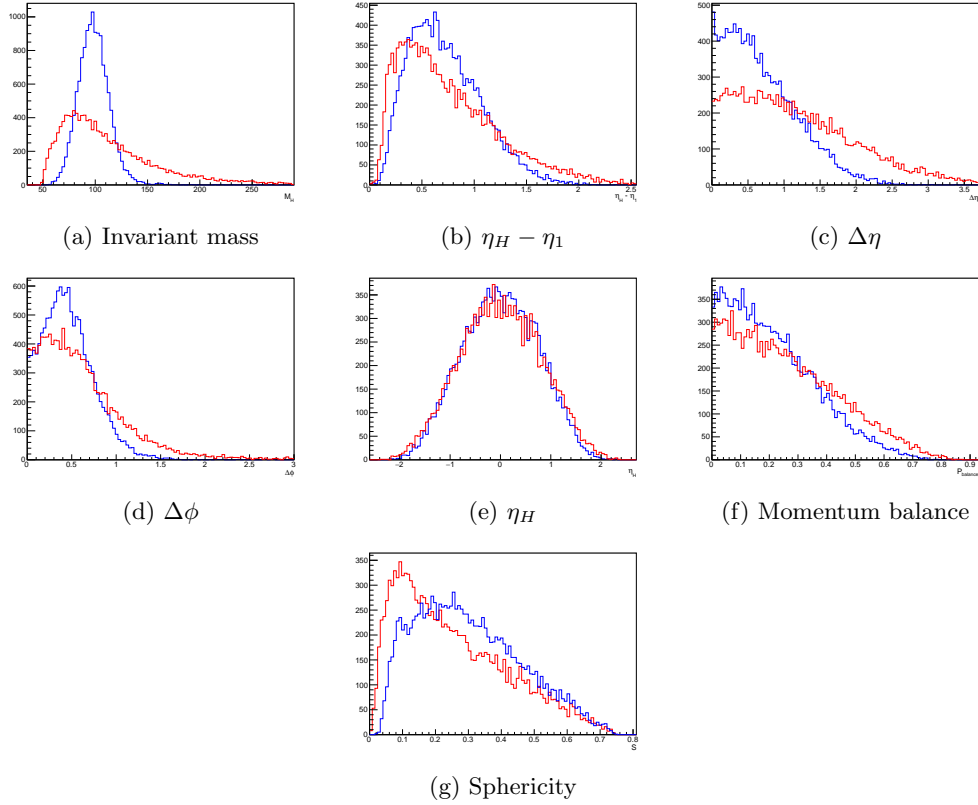 1000
800
600
400
200
0
50 100 150 200 250
M_H
(a) Invariant mass
450
400
350
300
250
200
150
100
50
0
0 0.5 1 1.5 2 2.5
η_H - η_1
(b) η_H − η_1
500
400
300
200
100
0
0 0.5 1 1.5 2 2.5 3 3.5
Δη
(c) Δη
600
500
400
300
200
100
0
0 0.5 1 1.5 2 2.5 3
Δϕ
(d) Δϕ
350
300
250
200
150
100
50
0
−2 −1 0 1 2
η_H
(e) η_H
350
300
250
200
150
100
50
0
0 0.1 0.2 0.3 0.4 0.5 0.6 0.7 0.8 0.9
P_balance
(f) Momentum balance
350
300
250
200
150
100
50
0
0 0.1 0.2 0.3 0.4 0.5 0.6 0.7 0.8
S
(g) Sphericity